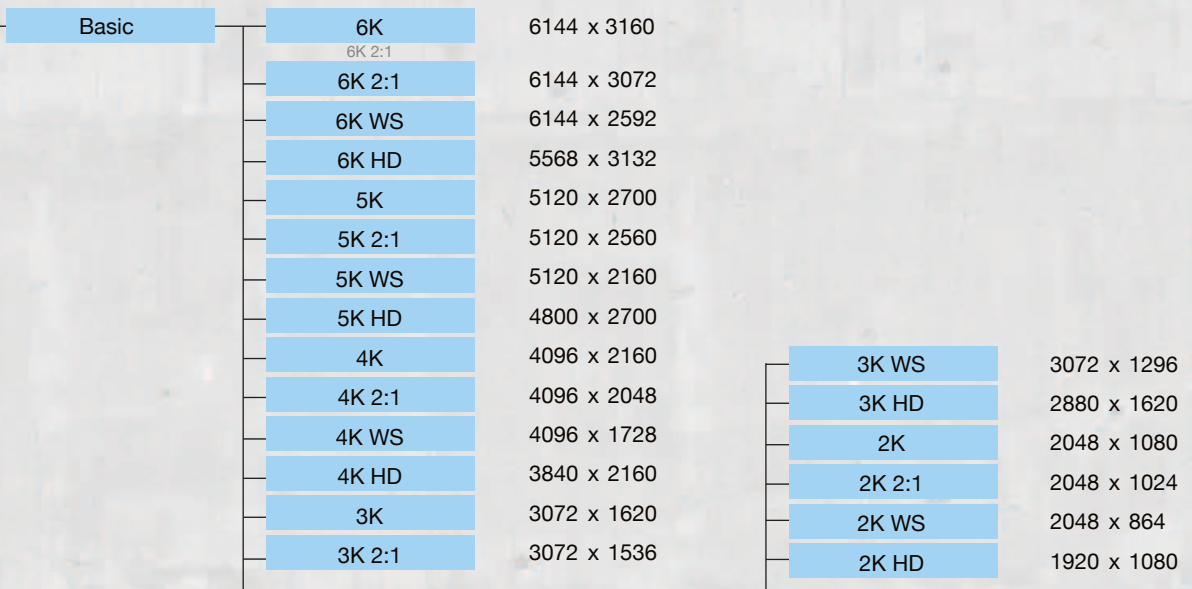 Basic
6K 6144 x 3160
6K 2:1
6K 2:1 6144 x 3072
6K WS 6144 x 2592
6K HD 5568 x 3132
5K 5120 x 2700
5K 2:1 5120 x 2560
5K WS 5120 x 2160
5K HD 4800 x 2700
4K 4096 x 2160
4K 2:1 4096 x 2048
4K WS 4096 x 1728
4K HD 3840 x 2160
3K 3072 x 1620
3K 2:1 3072 x 1536
3K WS 3072 x 1296
3K HD 2880 x 1620
2K 2048 x 1080
2K 2:1 2048 x 1024
2K WS 2048 x 864
2K HD 1920 x 1080